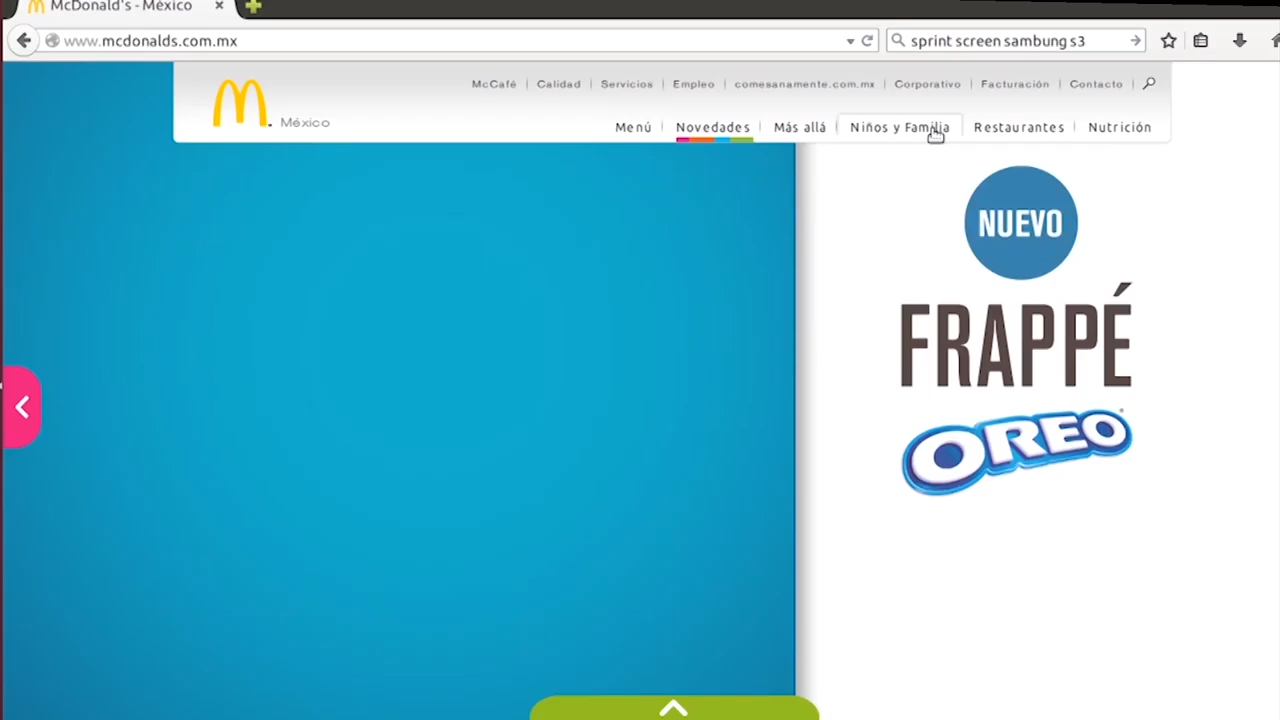 McDonald's - México
www.mcdonalds.com.mx
sprint screen sambung s3
McCafé
Calidad
Servicios
Empleo
comesanamente.com.mx
Corporativo
Facturación
Contacto
México
Menú
Novedades
Más allá
Niños y Familia
Restaurantes
Nutrición
NUEVO
FRAPPÉ
OREO